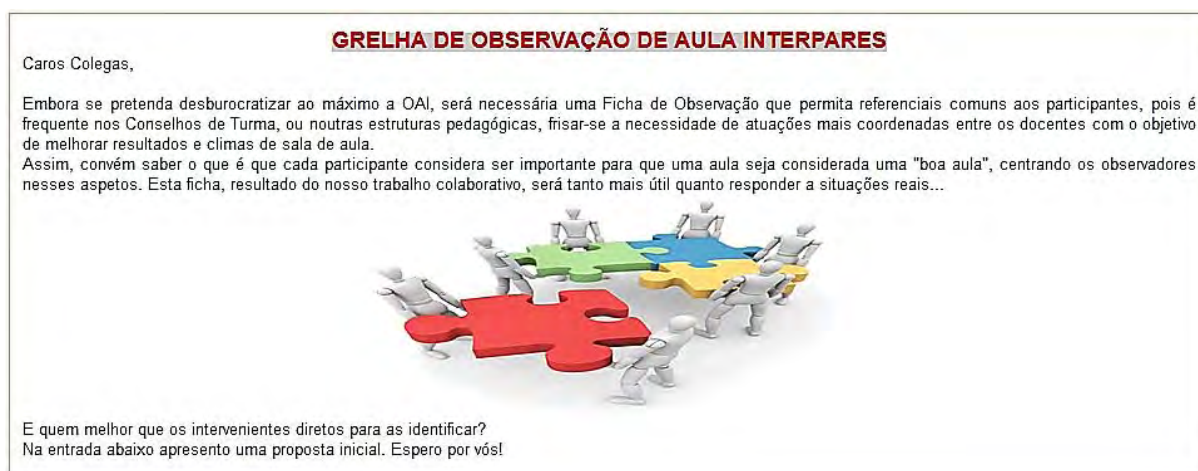 GRELHA DE OBSERVAÇÃO DE AULA INTERPARES
Caros Colegas,
Embora se pretenda desburocratizar ao máximo a OAI, será necessária uma Ficha de Observação que permita referenciais comuns aos participantes, pois é
frequente nos Conselhos de Turma, ou noutras estruturas pedagógicas, frisar-se a necessidade de atuações mais coordenadas entre os docentes com o objetivo
de melhorar resultados e climas de sala de aula.
Assim, convém saber o que é que cada participante considera ser importante para que uma aula seja considerada uma "boa aula", centrando os observadores
nesses aspetos. Esta ficha, resultado do nosso trabalho colaborativo, será tanto mais útil quanto responder a situações reais...
E quem melhor que os intervenientes diretos para as identificar?
Na entrada abaixo apresento uma proposta inicial. Espero por vós!